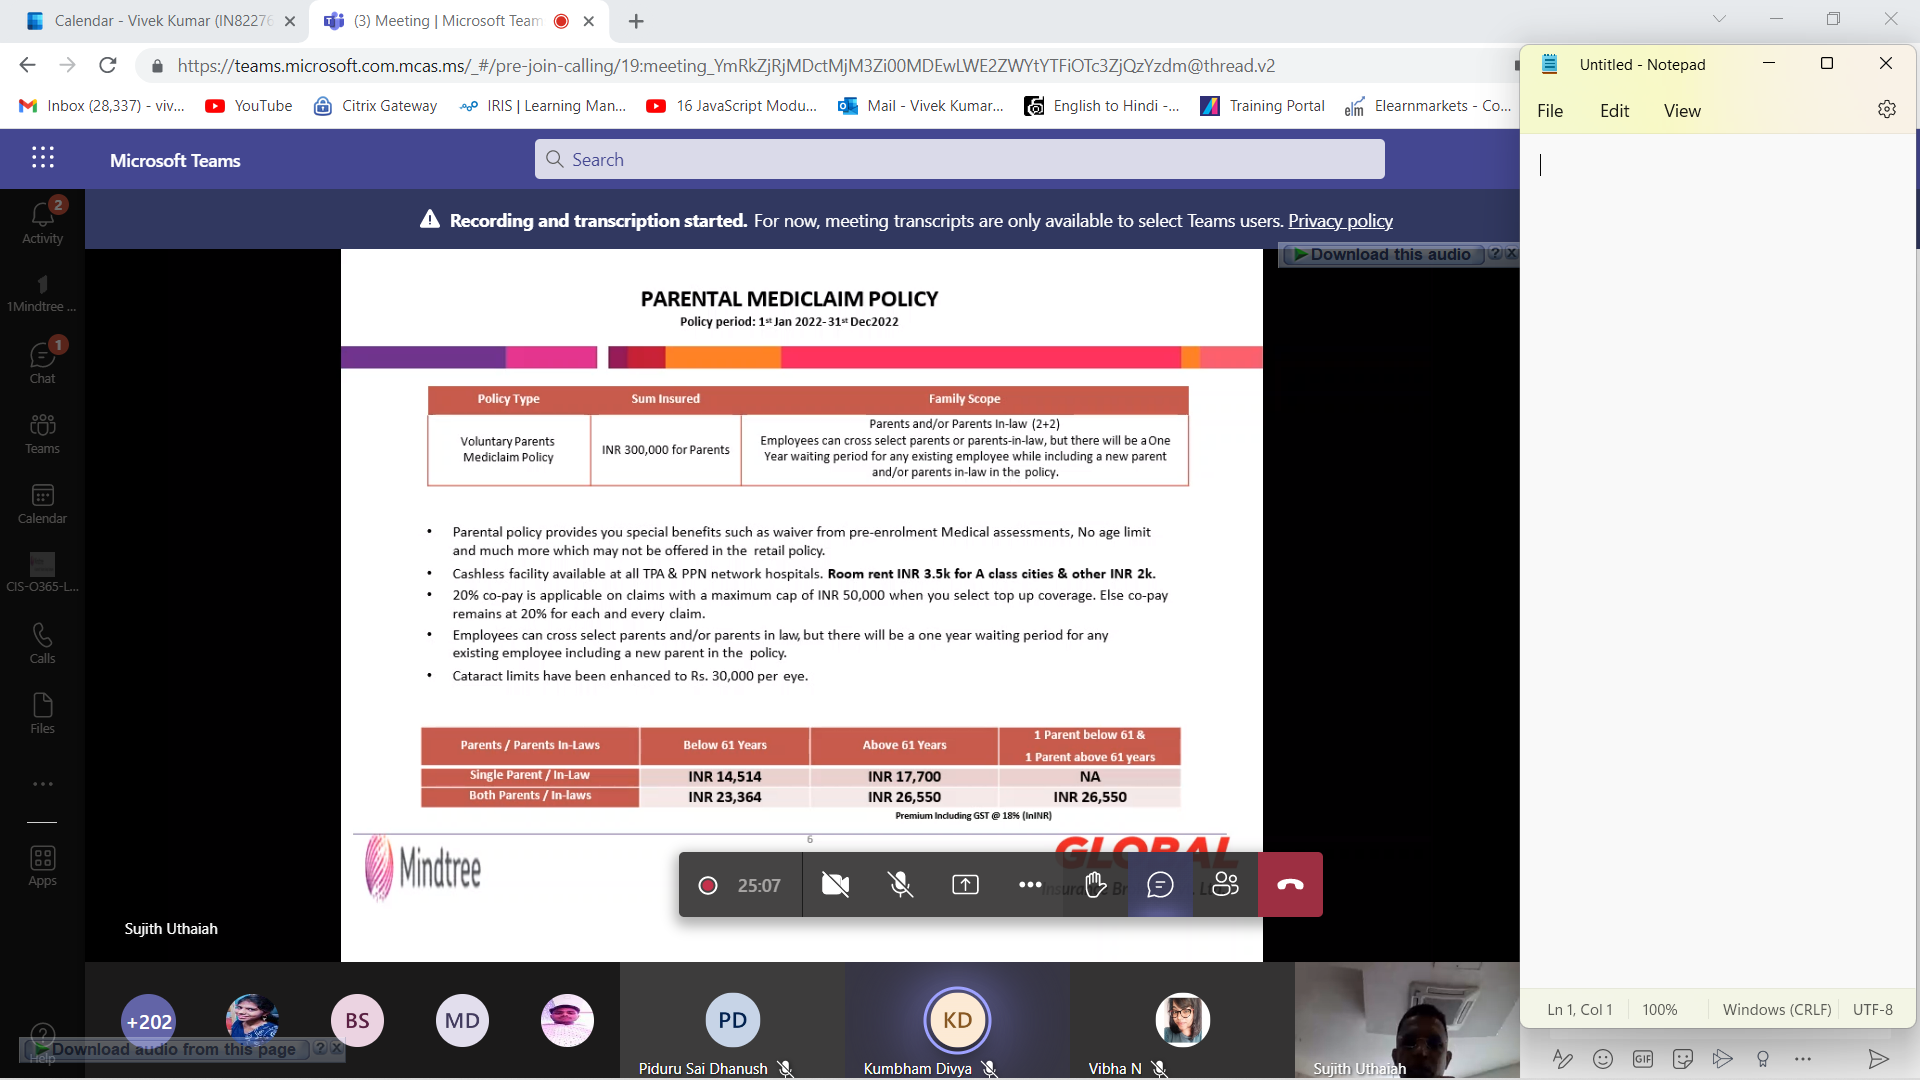 Calendar - Vivek Kumar (IN82276
(3) Meeting | Microsoft Team
https://teams.microsoft.com.mcas.ms/_#/pre-join-calling/19:meeting_YmRkZjRjMDctMjM3Zi00MDEwLWE2ZWYtYTFiOTc3ZjQzYzdm@thread.v2
Inbox (28,337) - viv...
YouTube
Citrix Gateway
IRIS | Learning Man...
16 JavaScript Modu...
Mail - Vivek Kumar...
English to Hindi -...
Training Portal
elm Elearnmarkets - Co...
Untitled - Notepad
File Edit View
Microsoft Teams
Search
Recording and transcription started. For now, meeting transcripts are only available to select Teams users. Privacy policy
Download this audio ? X
2
Activity
1Mindtree ...
1
Chat
Teams
Calendar
CIS-O365-L...
Calls
Files
Apps
Help
PARENTAL MEDICLAIM POLICY
Policy period: 1st Jan 2022- 31st Dec2022
Policy Type Sum Insured Family Scope
Voluntary Parents
Mediclaim Policy
INR 300,000 for Parents
Parents and/or Parents In-law (2+2)
Employees can cross select parents or parents-in-law, but there will be a One
Year waiting period for any existing employee while including a new parent
and/or parents in-law in the policy.
• Parental policy provides you special benefits such as waiver from pre-enrolment Medical assessments, No age limit
and much more which may not be offered in the retail policy.
• Cashless facility available at all TPA & PPN network hospitals. Room rent INR 3.5k for A class cities & other INR 2k.
• 20% co-pay is applicable on claims with a maximum cap of INR 50,000 when you select top up coverage. Else co-pay
remains at 20% for each and every claim.
• Employees can cross select parents and/or parents in law, but there will be a one year waiting period for any
existing employee including a new parent in the policy.
• Cataract limits have been enhanced to Rs. 30,000 per eye.
Parents / Parents In-Laws Below 61 Years Above 61 Years 1 Parent below 61 &
1 Parent above 61 years
Single Parent / In-Law INR 14,514 INR 17,700 NA
Both Parents / In-laws INR 23,364 INR 26,550 INR 26,550
Premium Including GST @ 18% (InINR)
6
Mindtree
GLOBAL
25:07
Sujith Uthaiah
+202
BS
MD
PD
KD
Piduru Sai Dhanush
Kumbham Divya
Vibha N
Sujith Uthaiah
Download audio from this page ? X
Ln 1, Col 1 100% Windows (CRLF) UTF-8
GIF